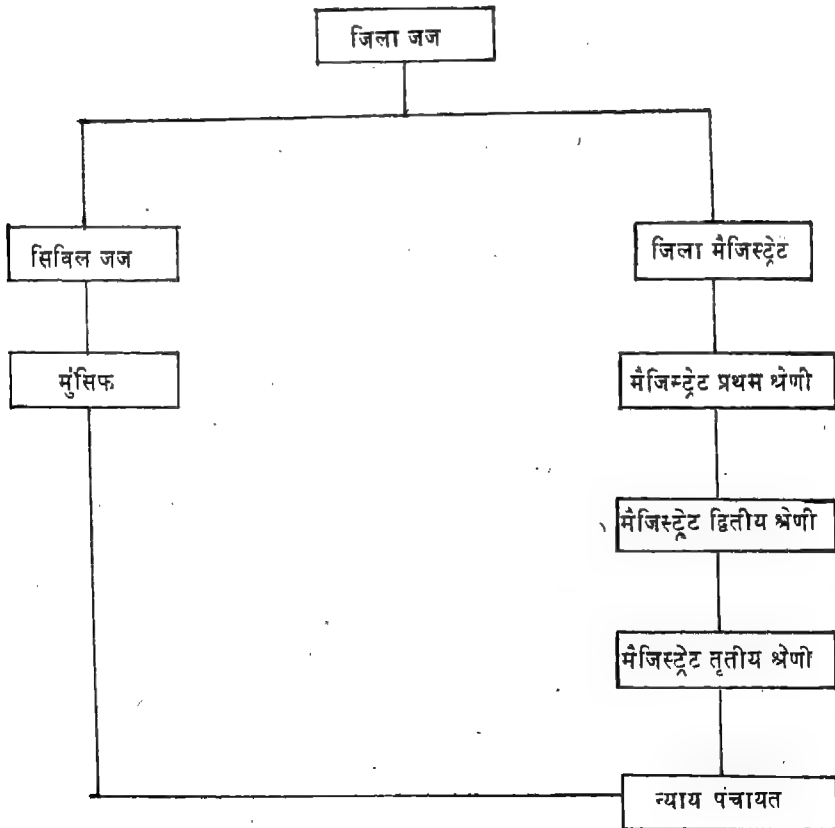 जिला जज
सिविल जज
जिला मैजिस्ट्रेट
मुंसिफ
मैजिस्ट्रेट प्रथम श्रेणी
मैजिस्ट्रेट द्वितीय श्रेणी
मैजिस्ट्रेट तृतीय श्रेणी
न्याय पंचायत